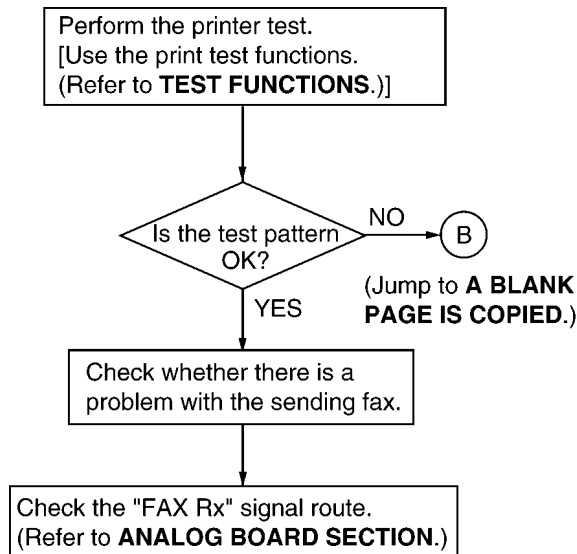 Perform the printer test.
[Use the print test functions.
(Refer to TEST FUNCTIONS.)]
Is the test pattern
OK?
NO
B
(Jump to A BLANK
PAGE IS COPIED.)
YES
Check whether there is a
problem with the sending fax.
Check the "FAX Rx" signal route.
(Refer to ANALOG BOARD SECTION.)